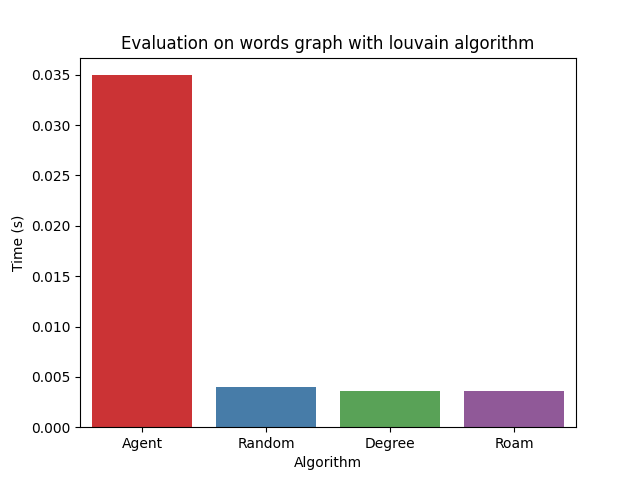 Evaluation on words graph with louvain algorithm
0.035
0.030
0.025
0.020
0.015
0.010
0.005
0.000
Time (s)
Agent Random Degree Roam
Algorithm